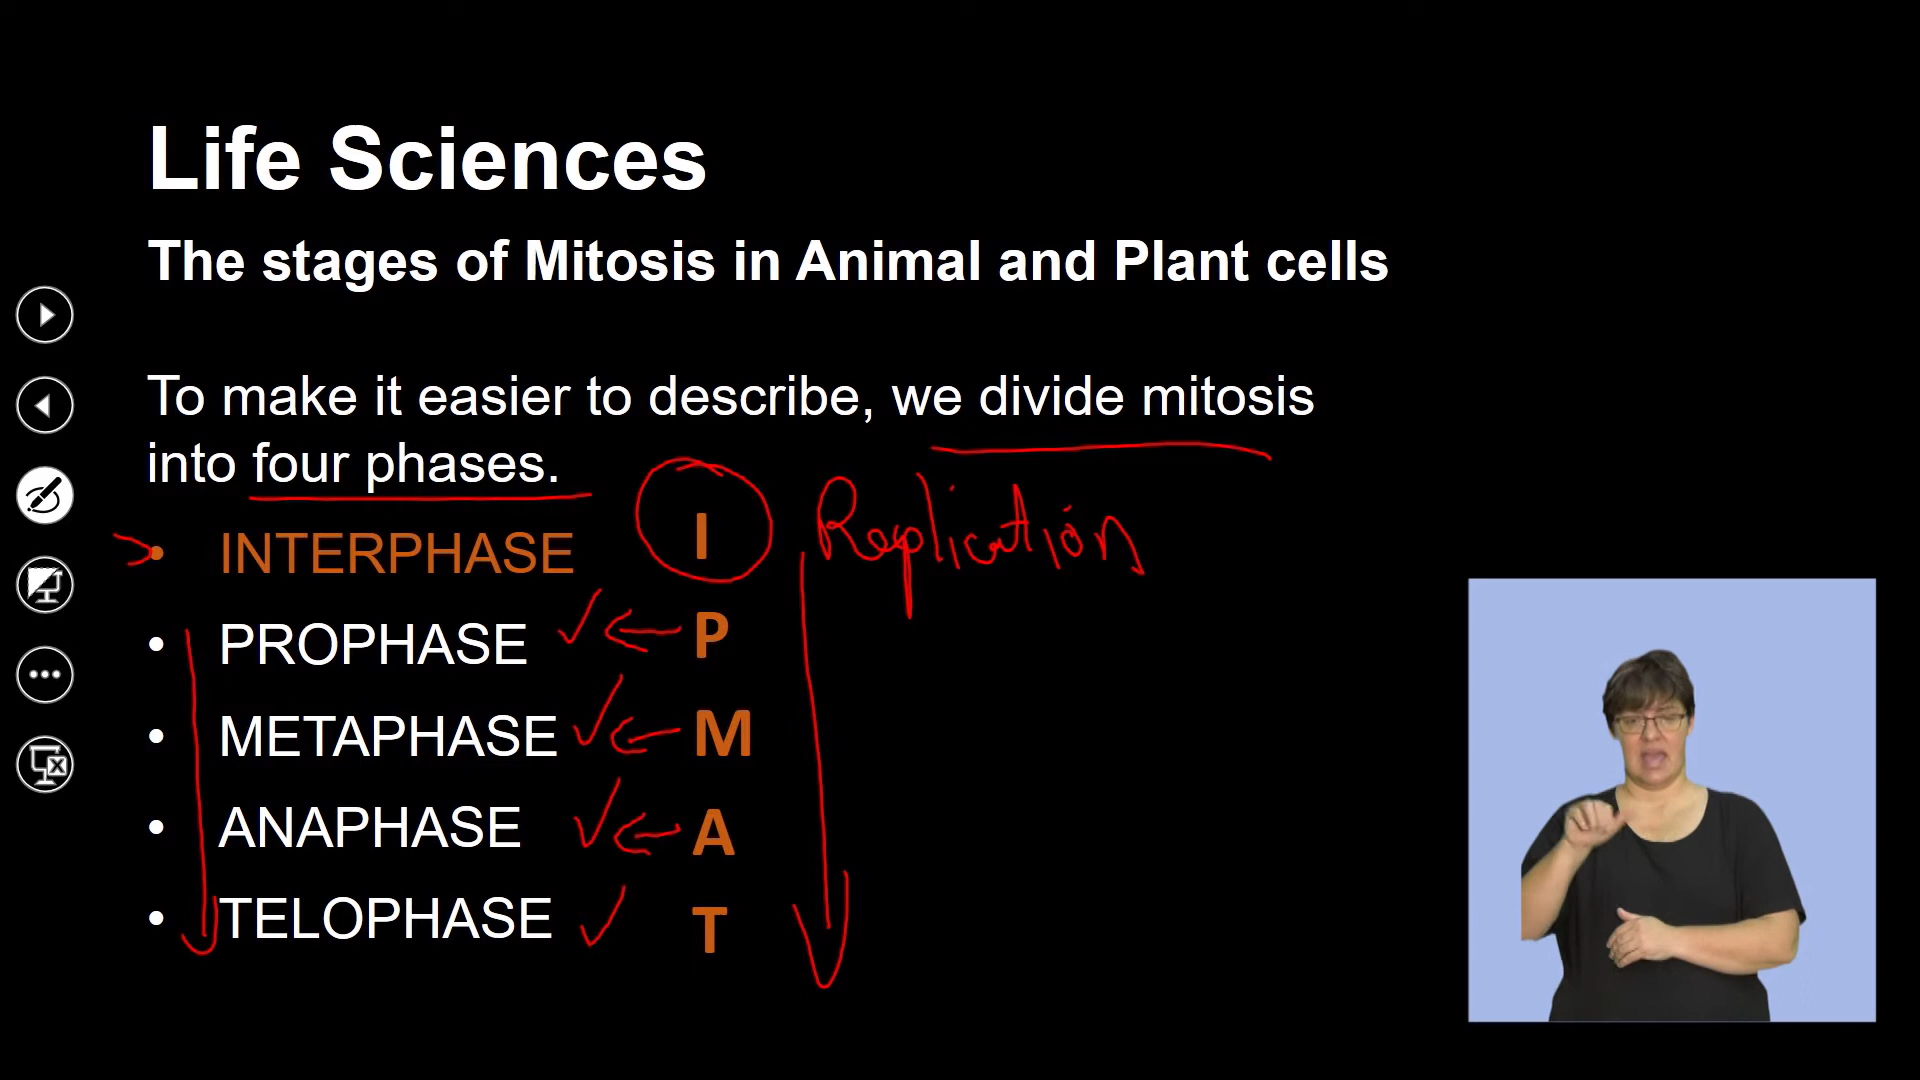 Life Sciences
The stages of Mitosis in Animal and Plant cells
To make it easier to describe, we divide mitosis
into four phases.
• INTERPHASE I Replication
• PROPHASE P
• METAPHASE M
• ANAPHASE A
• TELOPHASE T